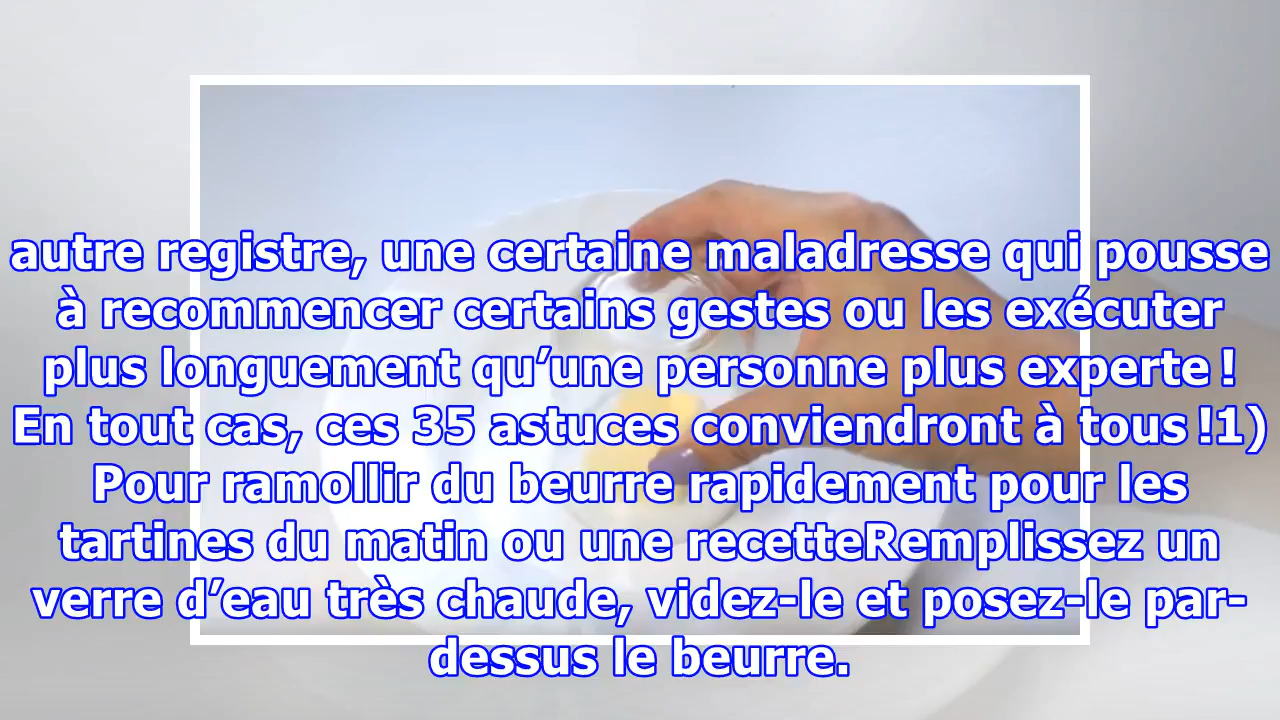 autre registre, une certaine maladresse qui pousse
à recommencer certains gestes ou les exécuter
plus longuement qu’une personne plus experte !
En tout cas, ces 35 astuces conviendront à tous !1)
Pour ramollir du beurre rapidement pour les
tartines du matin ou une recetteRemplissez un
verre d’eau très chaude, videz-le et posez-le par-
dessus le beurre.